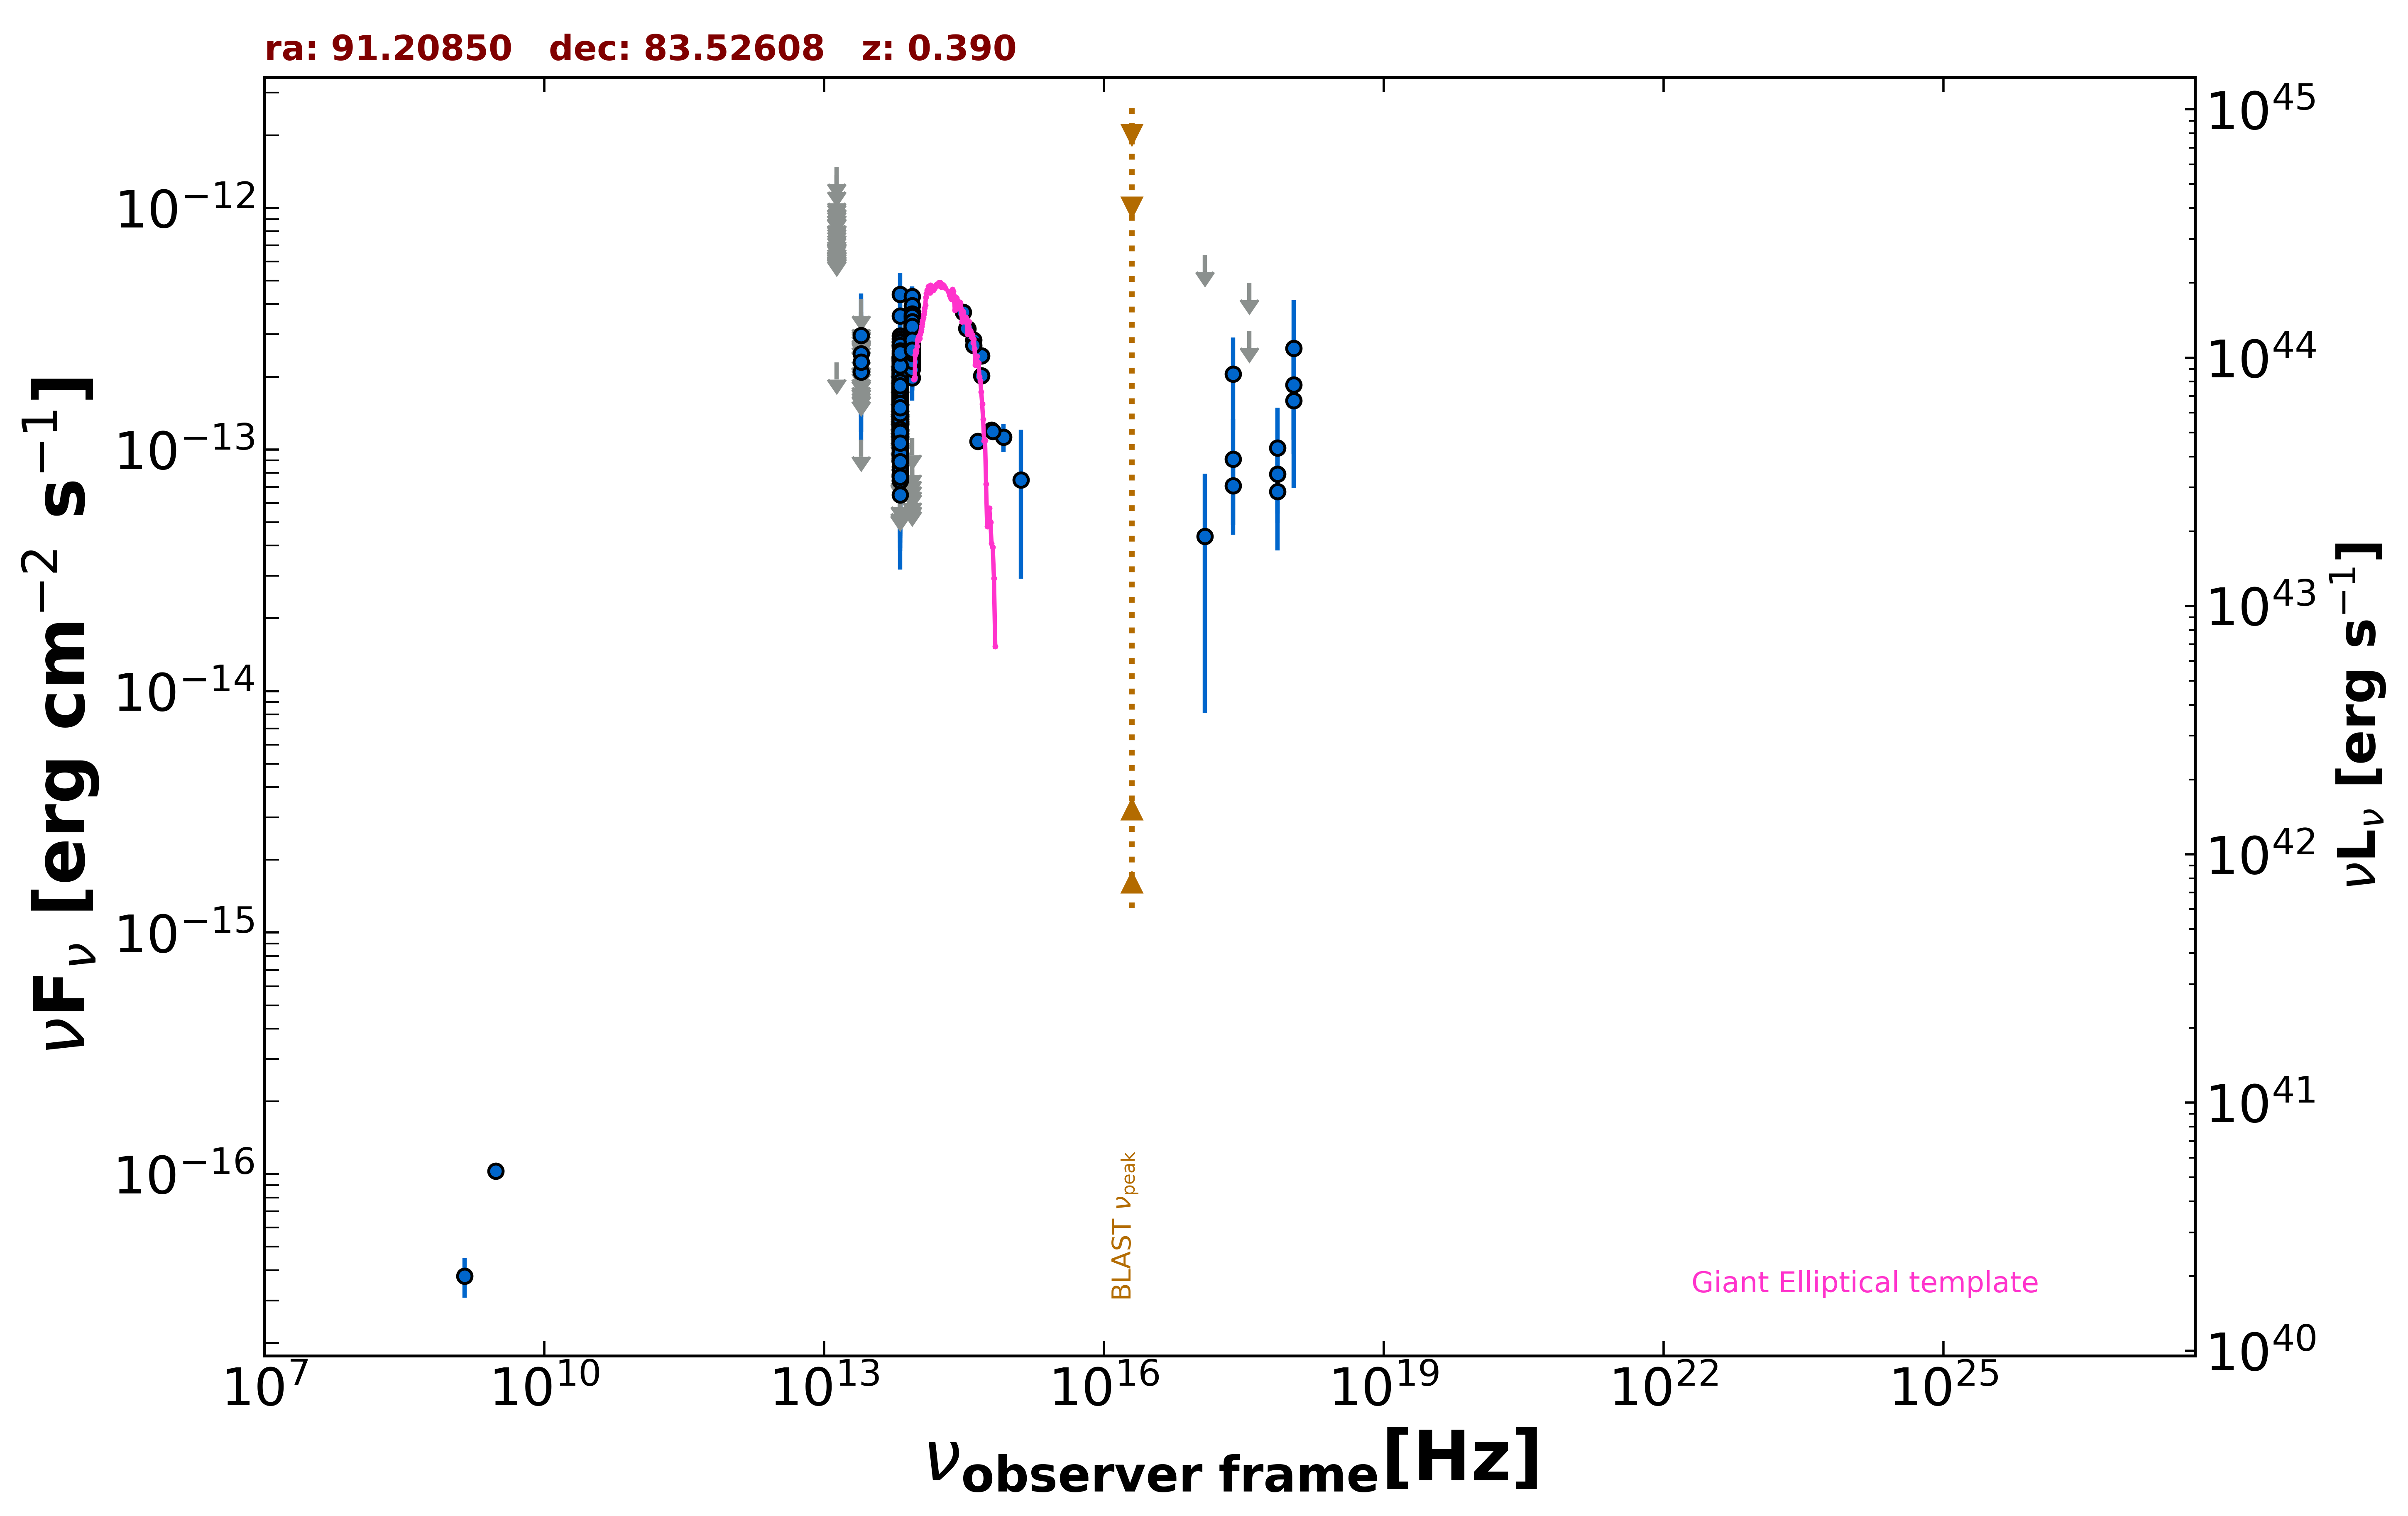 ra: 91.20850 dec: 83.52608 z: 0.390
10^45
10^-12
10^44
10^-13
10^43
10^-14
10^42
10^-15
10^41
10^-16
10^40
νF_ν [erg cm^−2 s^−1]
νL_ν [erg s^−1]
BLAST ν_peak
Giant Elliptical template
10^7 10^10 10^13 10^16 10^19 10^22 10^25
ν_observer frame [Hz]